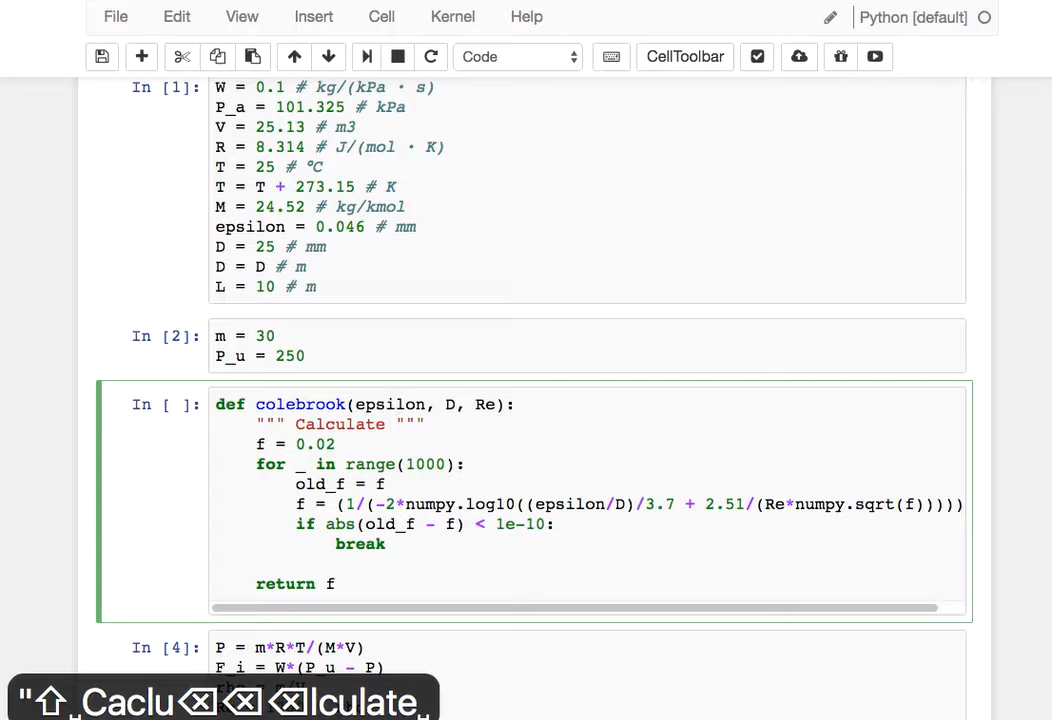 File Edit View Insert Cell Kernel Help Python [default]
Code CellToolbar
In [1]: W = 0.1 # kg/(kPa · s)
P_a = 101.325 # kPa
V = 25.13 # m3
R = 8.314 # J/(mol · K)
T = 25 # °C
T = T + 273.15 # K
M = 24.52 # kg/kmol
epsilon = 0.046 # mm
D = 25 # mm
D = D # m
L = 10 # m
In [2]: m = 30
P_u = 250
In [ ]: def colebrook(epsilon, D, Re):
""" Calculate """
f = 0.02
for _ in range(1000):
old_f = f
f = (1/(-2*numpy.log10((epsilon/D)/3.7 + 2.51/(Re*numpy.sqrt(f)))))
if abs(old_f - f) < 1e-10:
break
return f
In [4]: P = m*R*T/(M*V)
F_i = W*(P_u - P)
"⇧␣Caclu⌫⌫⌫lculate␣